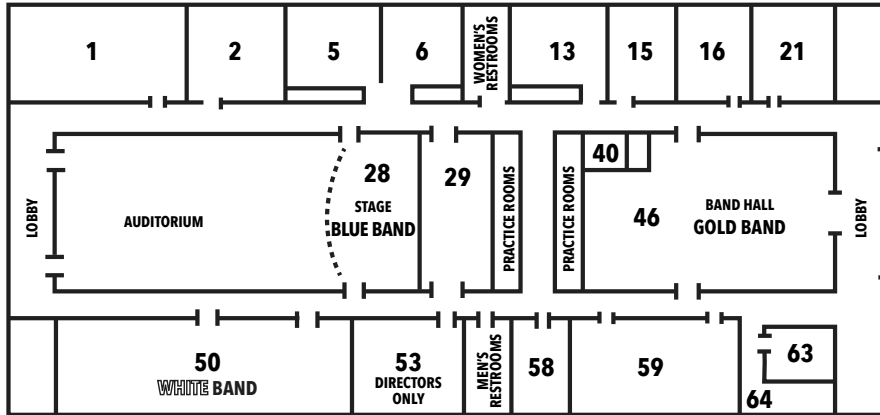 1
2
5
6
WOMEN'S
RESTROOMS
13
15
16
21
LOBBY
AUDITORIUM
28
STAGE
BLUE BAND
29
PRACTICE ROOMS
PRACTICE ROOMS
40
46
BAND HALL
GOLD BAND
LOBBY
50
WHITE BAND
53
DIRECTORS
ONLY
MEN'S
RESTROOMS
58
59
63
64